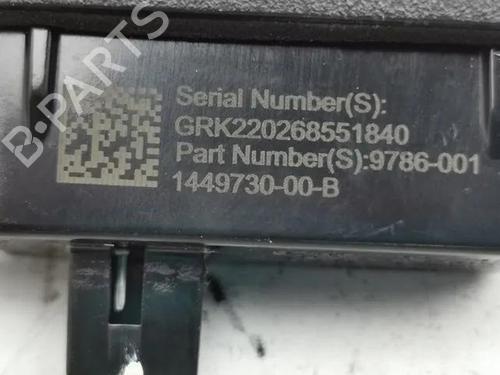 B-PARTS
Serial Number(S):
GRK220268551840
Part Number(S):9786-001
1449730-00-B